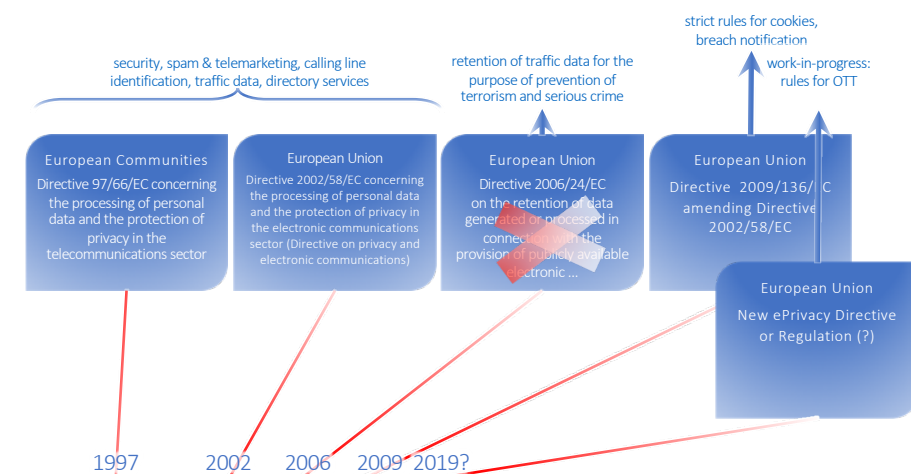 strict rules for cookies,
breach notification
security, spam & telemarketing, calling line
identification, traffic data, directory services
retention of traffic data for the
purpose of prevention of
terrorism and serious crime
work-in-progress:
rules for OTT
European Communities
Directive 97/66/EC concerning
the processing of personal
data and the protection of
privacy in the
telecommunications sector
European Union
Directive 2002/58/EC concerning
the processing of personal data
and the protection of privacy in
the electronic communications
sector (Directive on privacy and
electronic communications)
European Union
Directive 2006/24/EC
on the retention of data
generated or processed in
connection with the
provision of publicly available
electronic ...
European Union
Directive 2009/136/EC
amending Directive
2002/58/EC
European Union
New ePrivacy Directive
or Regulation (?)
1997 2002 2006 2009 2019?